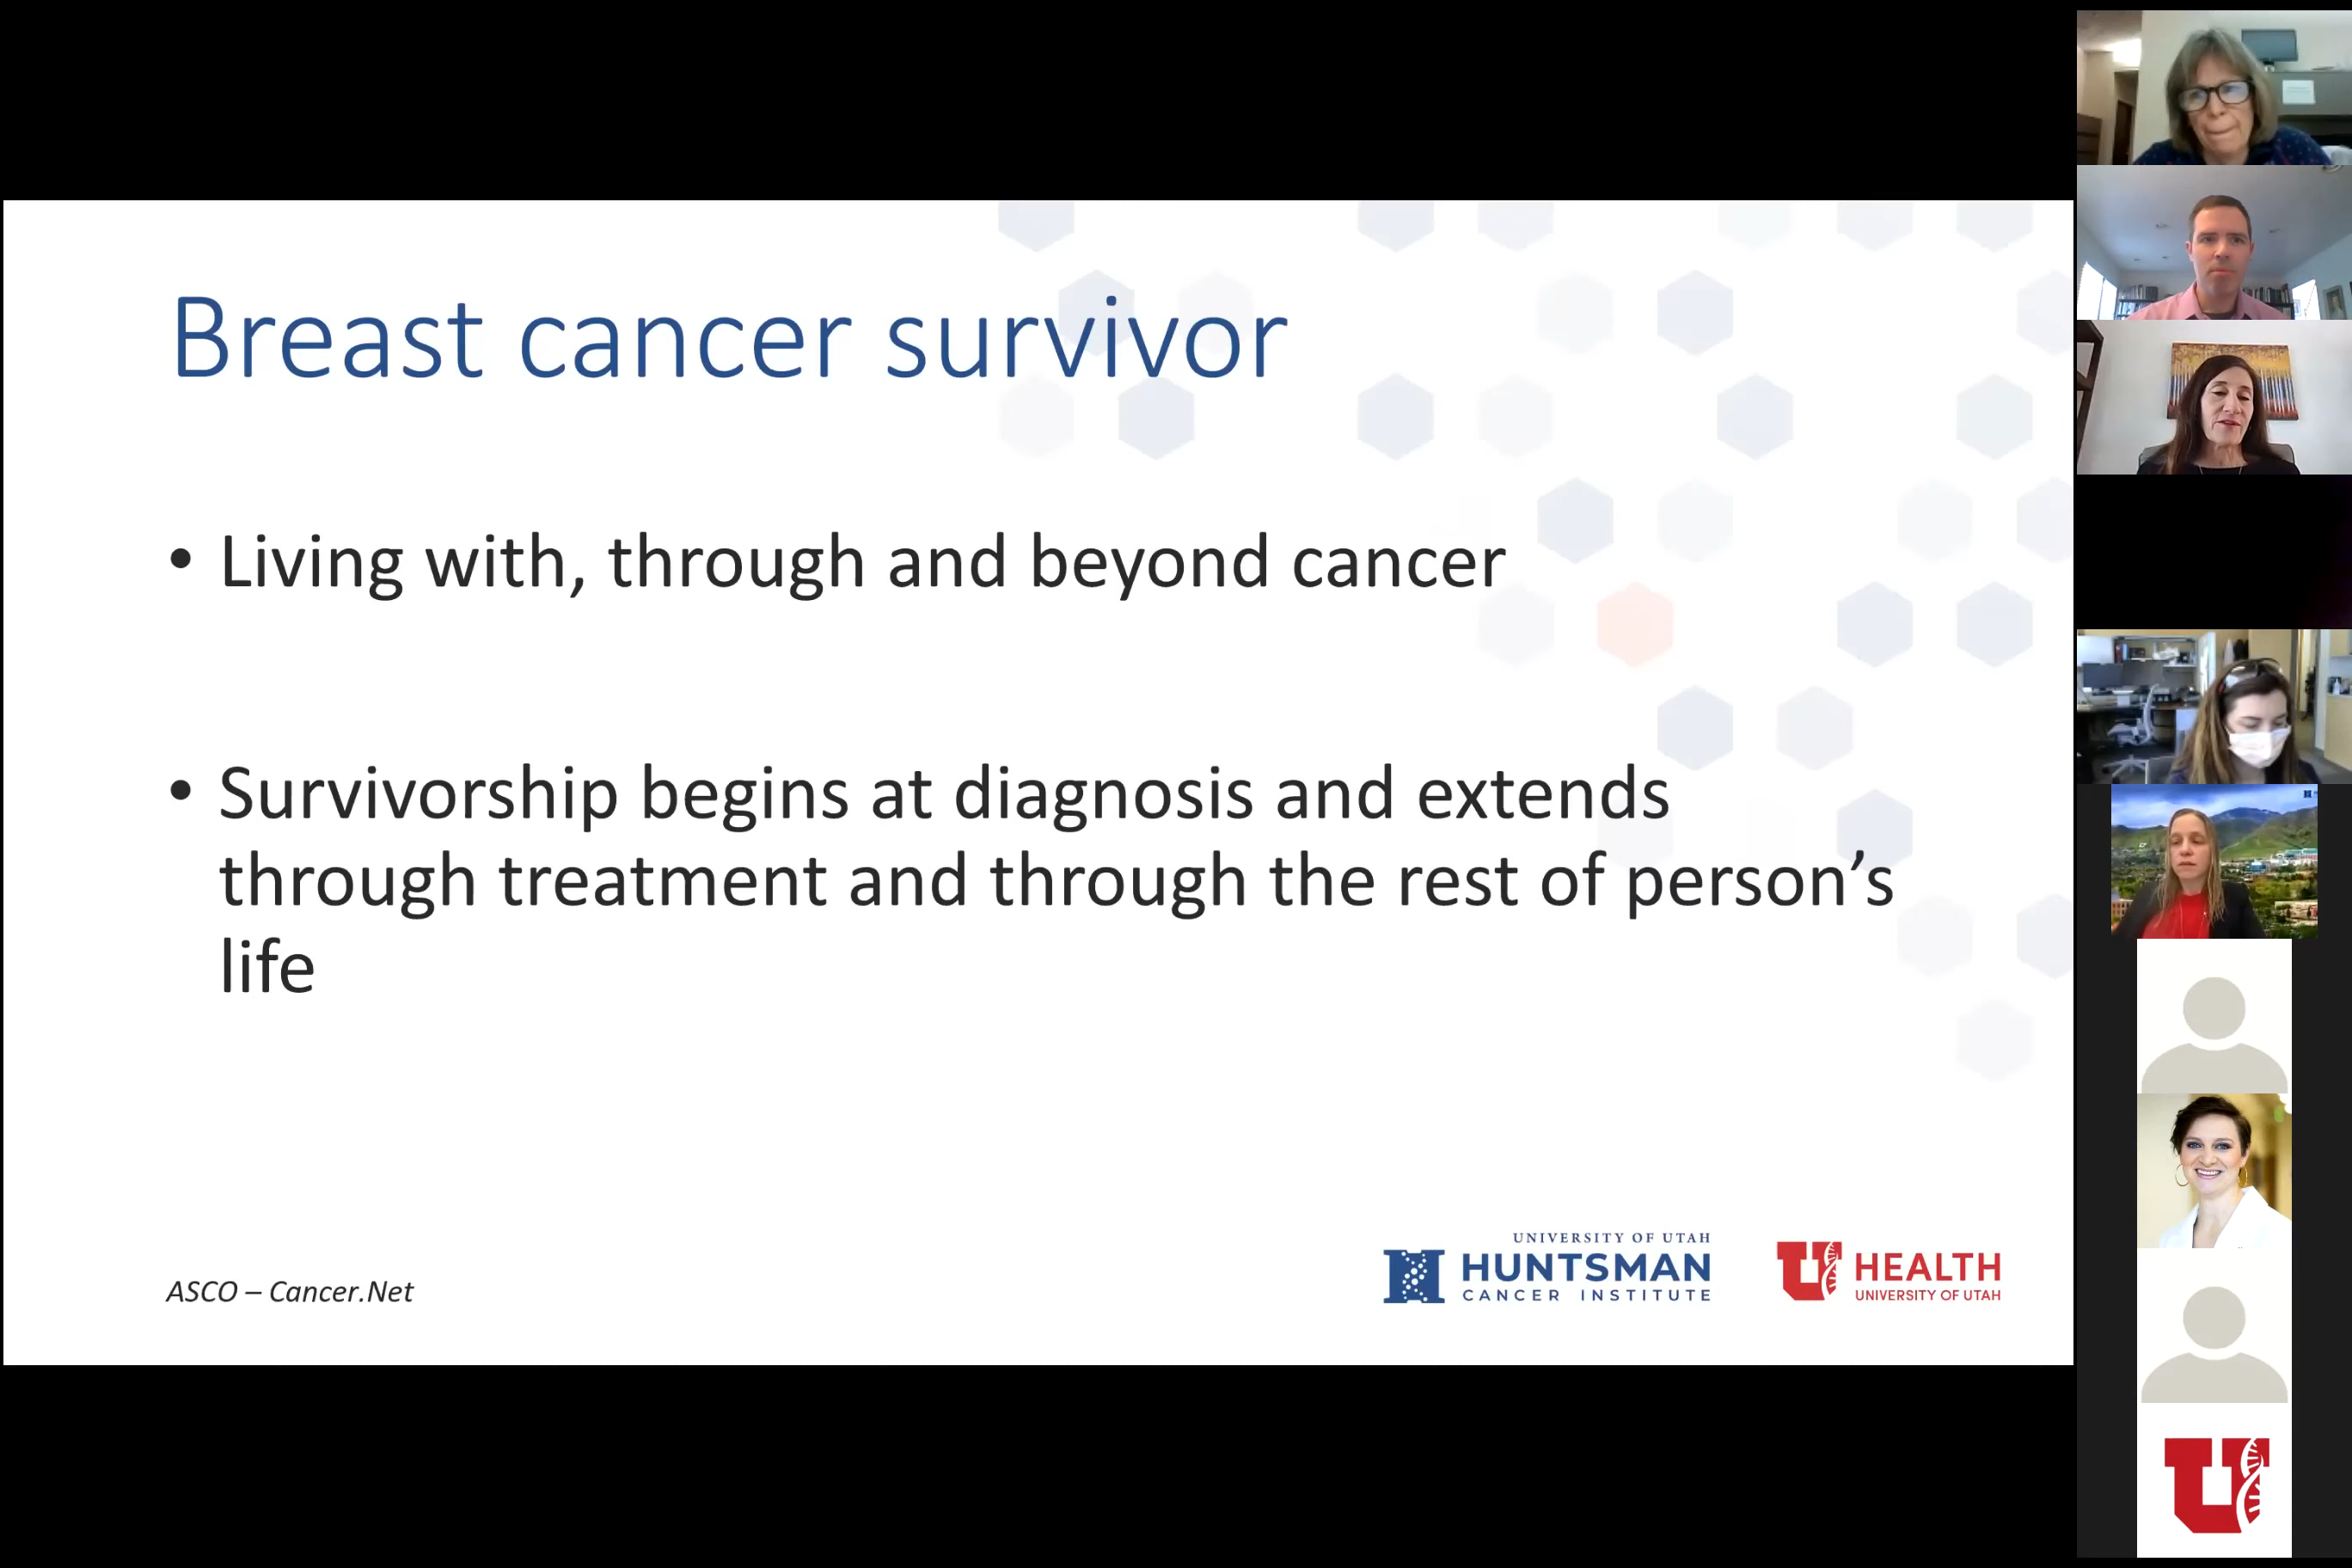 Breast cancer survivor
• Living with, through and beyond cancer
• Survivorship begins at diagnosis and extends
through treatment and through the rest of person’s
life
ASCO – Cancer.Net
UNIVERSITY OF UTAH
HUNTSMAN
CANCER INSTITUTE
U HEALTH
UNIVERSITY OF UTAH
U